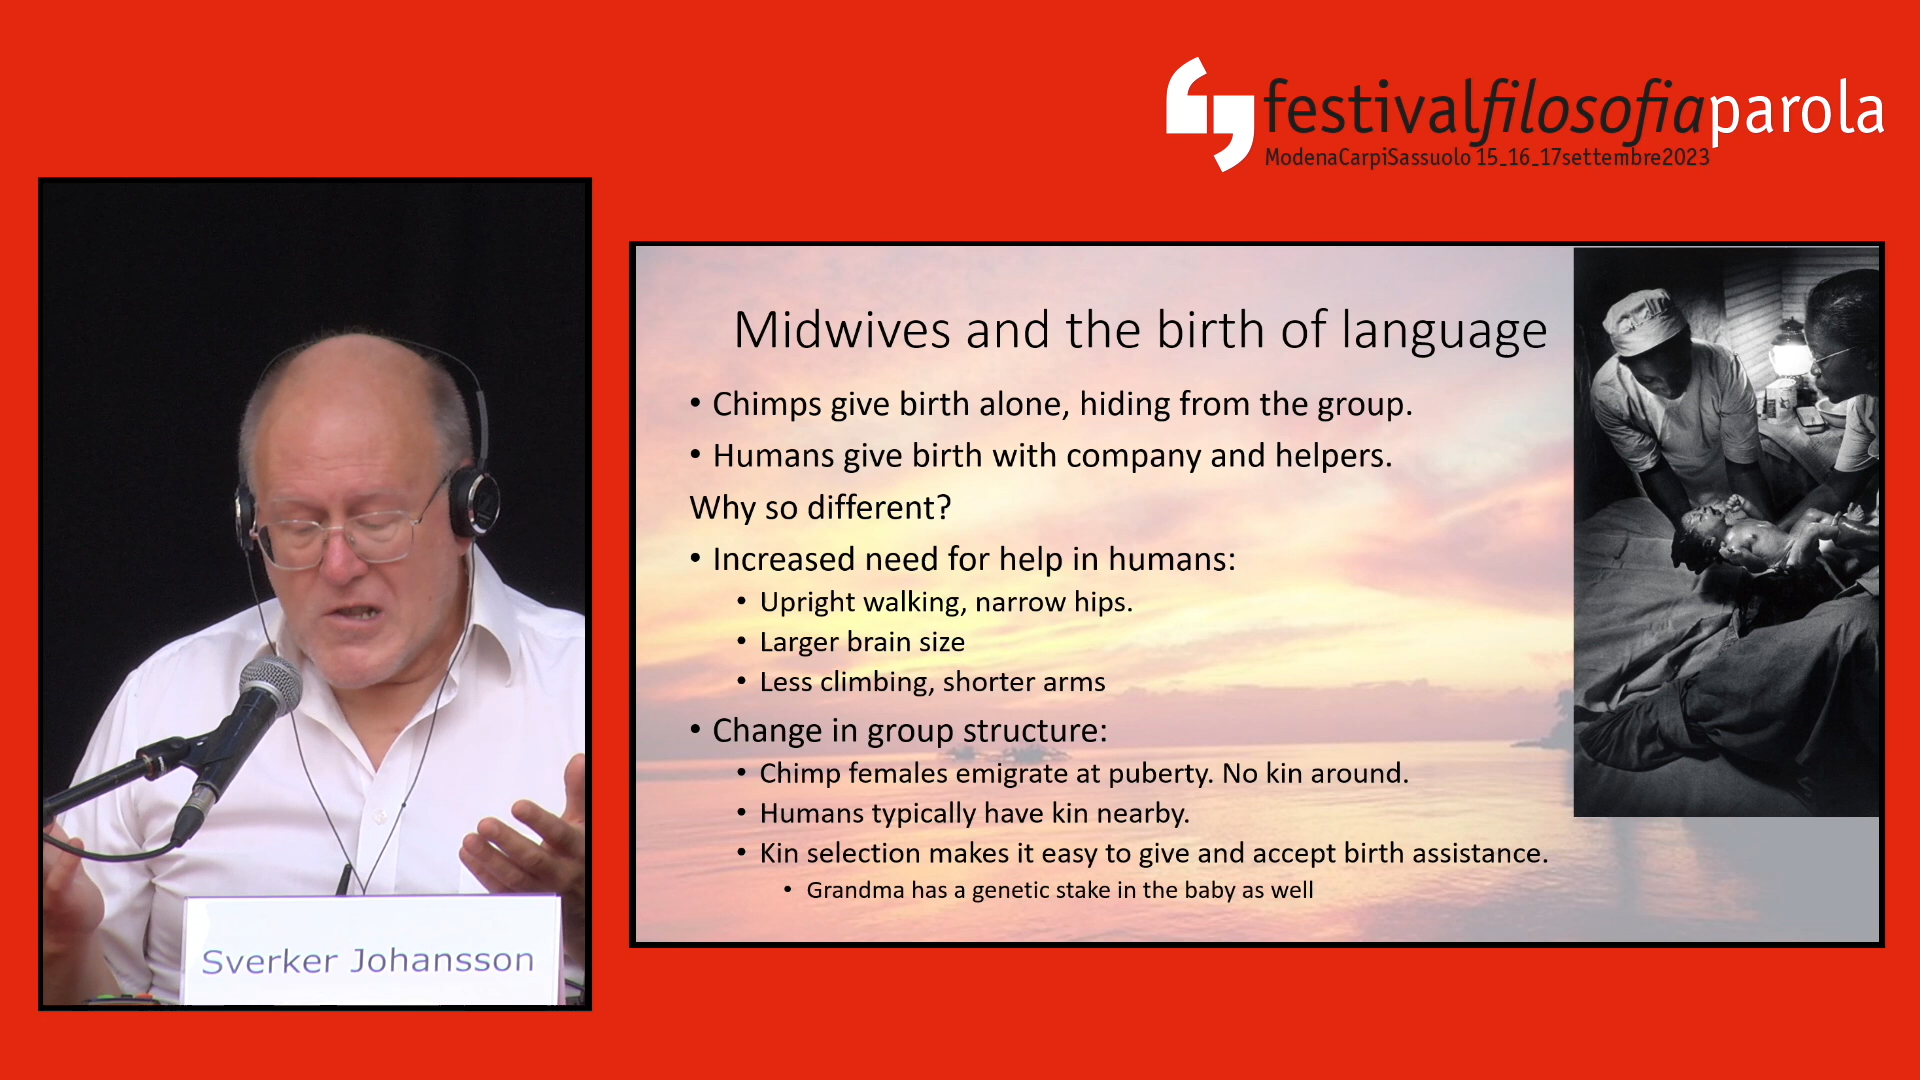 festivalfilosofiaparola
ModenaCarpiSassuolo 15_16_17settembre2023
Midwives and the birth of language
• Chimps give birth alone, hiding from the group.
• Humans give birth with company and helpers.
Why so different?
• Increased need for help in humans:
• Upright walking, narrow hips.
• Larger brain size
• Less climbing, shorter arms
• Change in group structure:
• Chimp females emigrate at puberty. No kin around.
• Humans typically have kin nearby.
• Kin selection makes it easy to give and accept birth assistance.
• Grandma has a genetic stake in the baby as well
Sverker Johansson